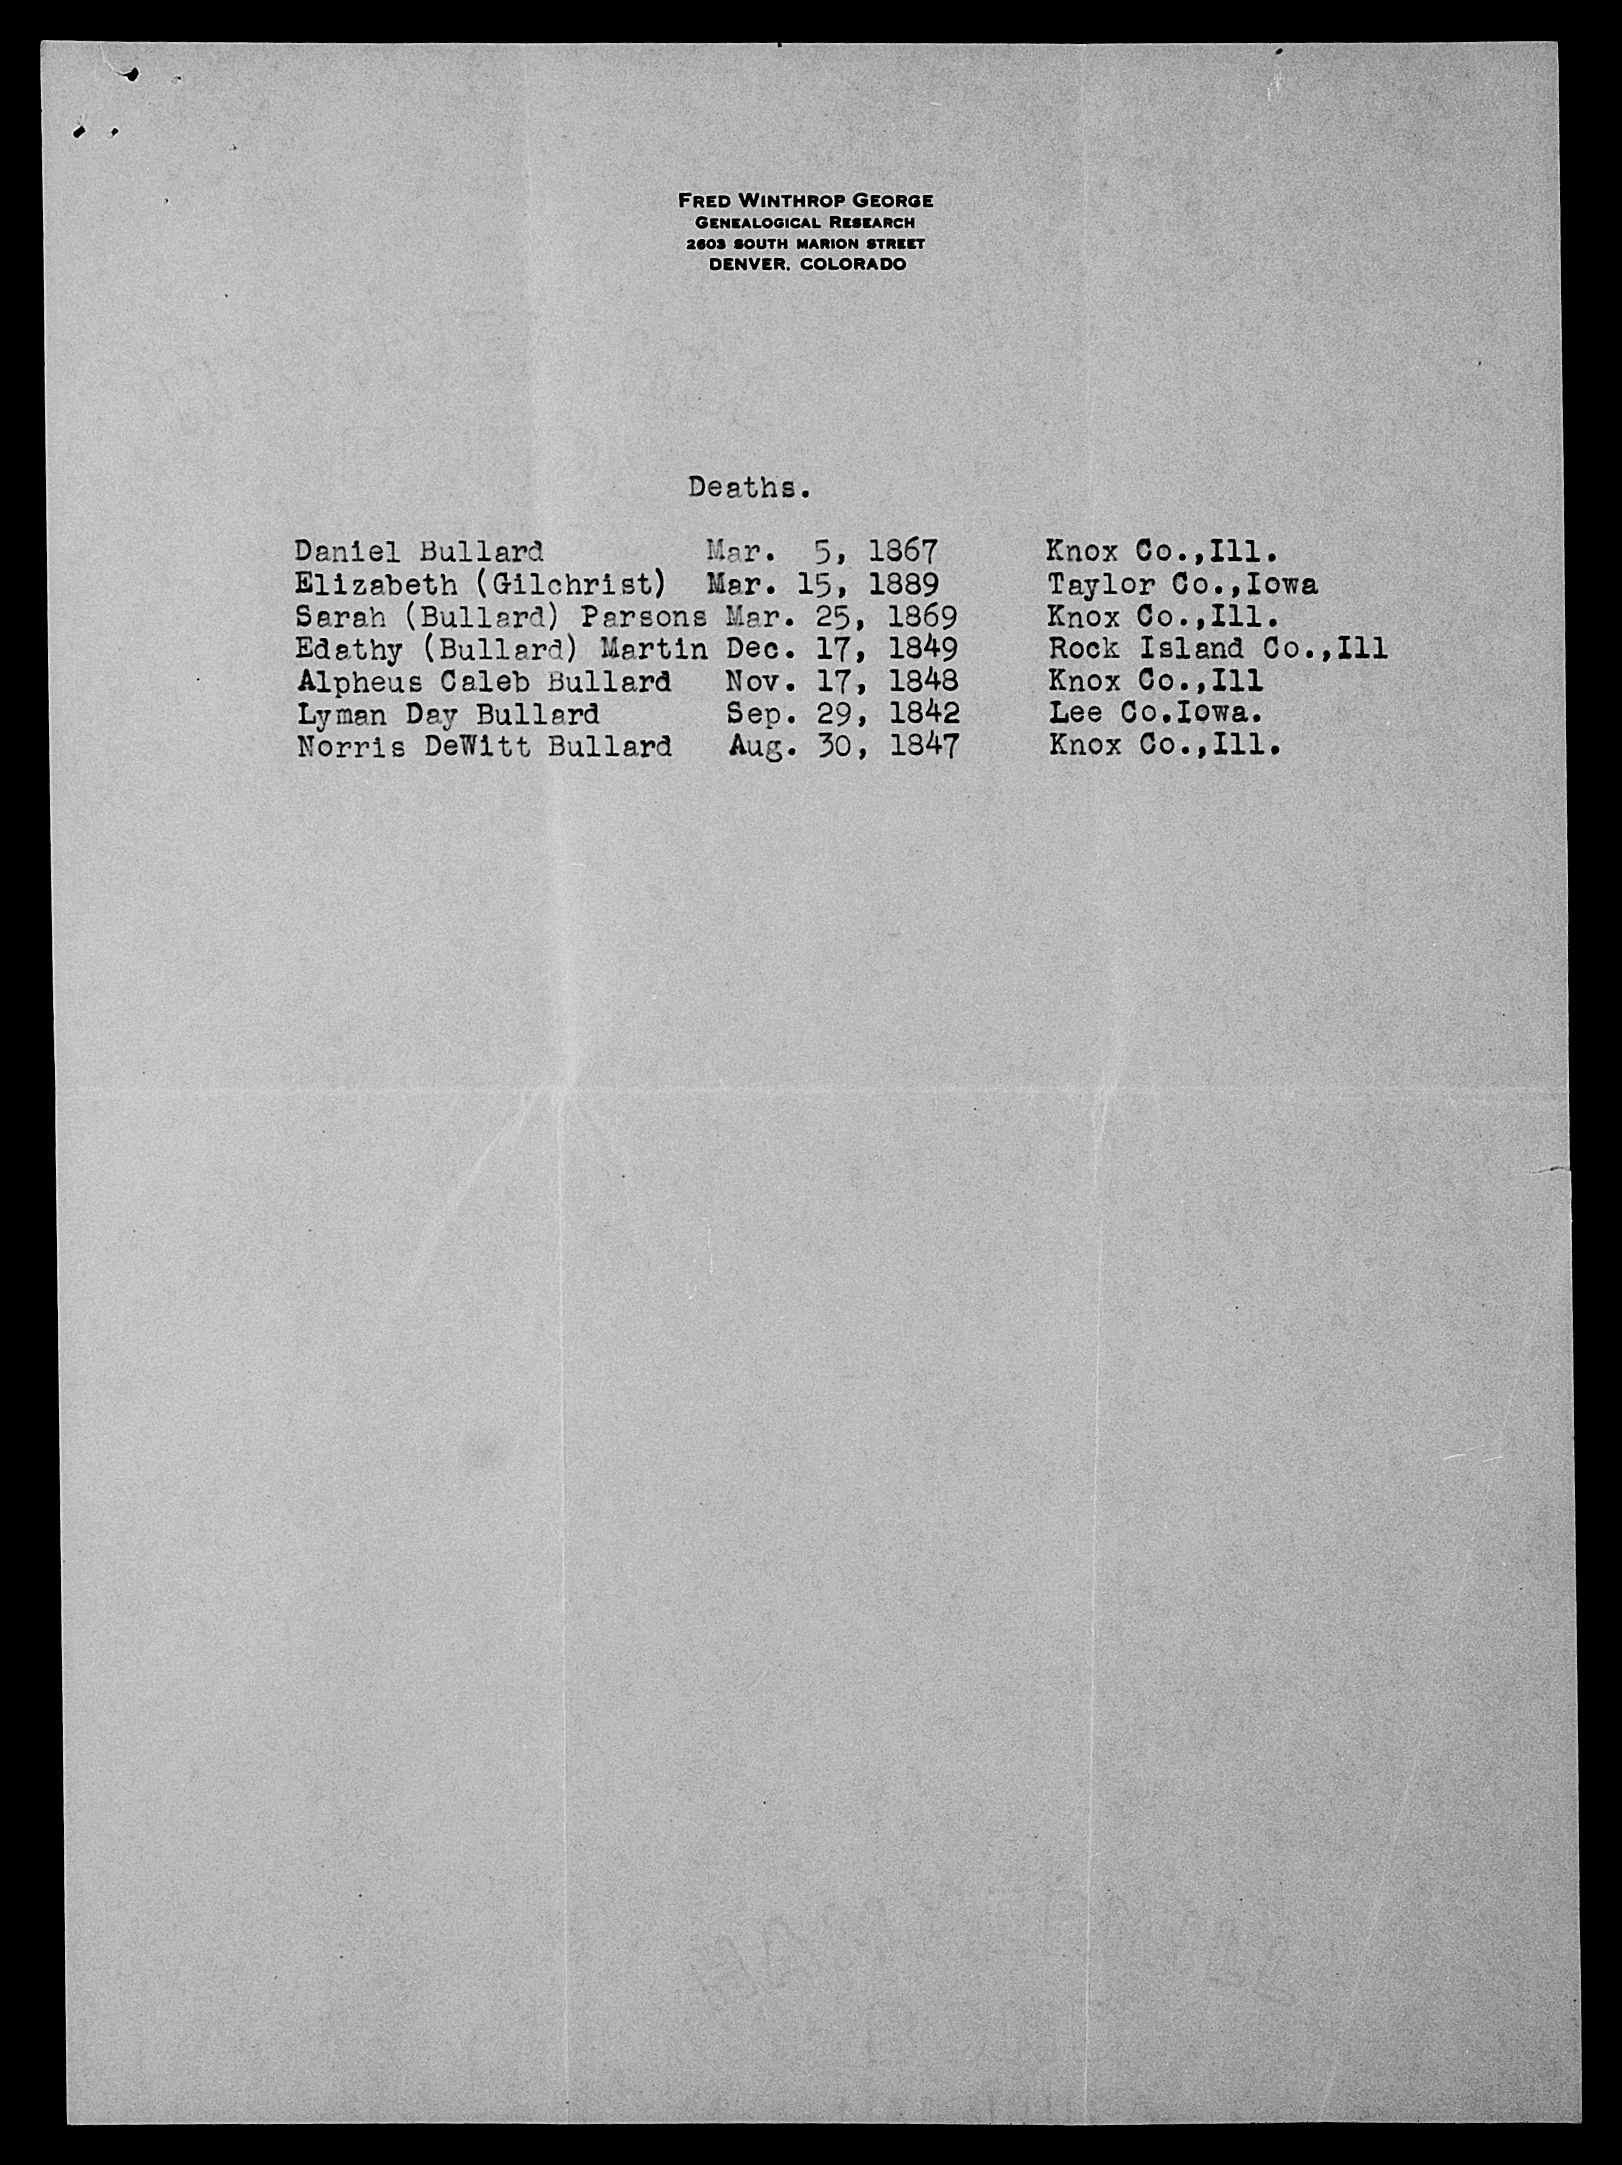 FRED WINTHROP GEORGE
GENEALOGICAL RESEARCH
2603 SOUTH MARION STREET
DENVER, COLORADO
Deaths.
Daniel Bullard Mar. 5, 1867 Knox Co.,Ill.
Elizabeth (Gilchrist) Mar. 15, 1889 Taylor Co.,Iowa
Sarah (Bullard) Parsons Mar. 25, 1869 Knox Co.,Ill.
Edathy (Bullard) Martin Dec. 17, 1849 Rock Island Co.,Ill
Alpheus Caleb Bullard Nov. 17, 1848 Knox Co.,Ill
Lyman Day Bullard Sep. 29, 1842 Lee Co.Iowa.
Norris DeWitt Bullard Aug. 30, 1847 Knox Co.,Ill.